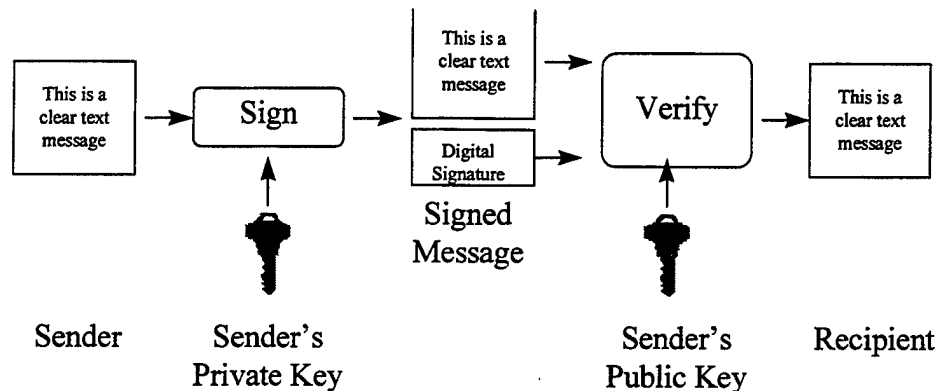 This is a
clear text
message
Sign
This is a
clear text
message
Digital
Signature
Signed
Message
Verify
This is a
clear text
message
Sender
Sender's
Private Key
Sender's
Public Key
Recipient